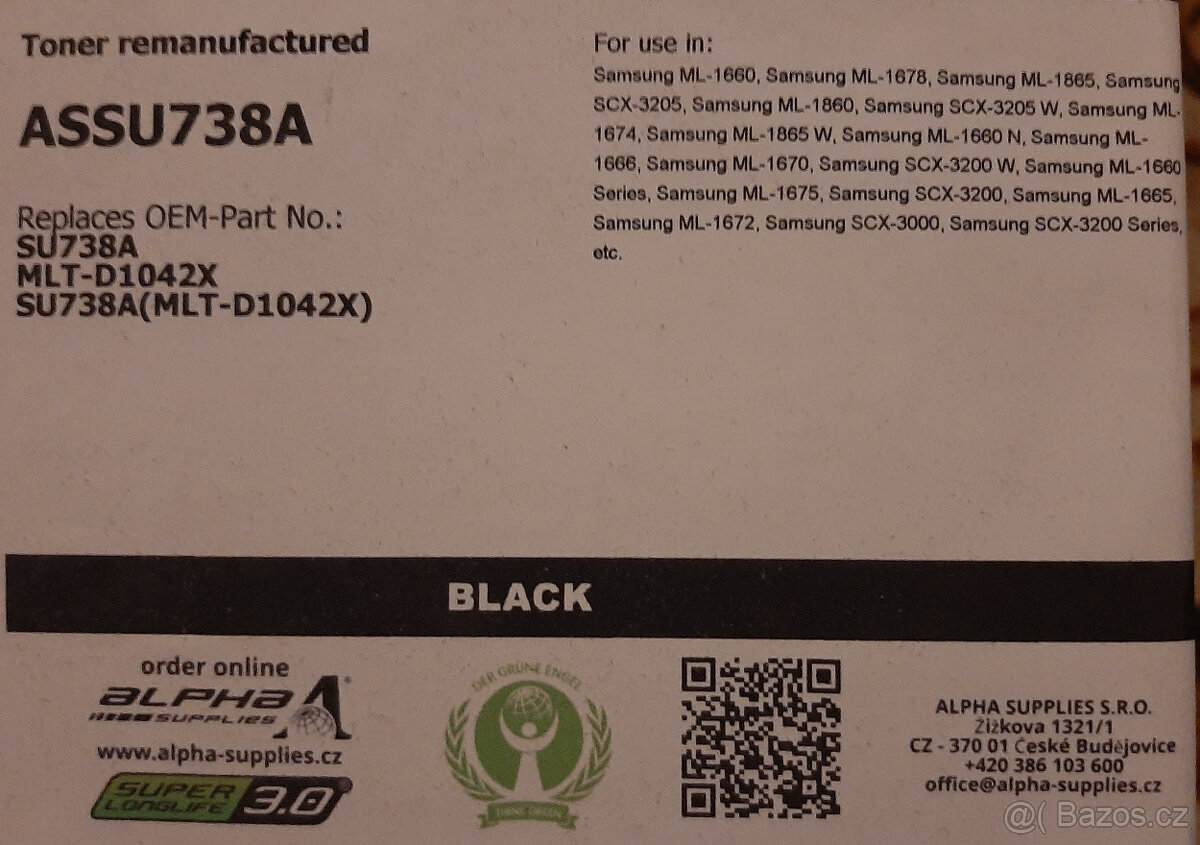 Toner remanufactured
ASSU738A
Replaces OEM-Part No.:
SU738A
MLT-D1042X
SU738A(MLT-D1042X)
For use in:
Samsung ML-1660, Samsung ML-1678, Samsung ML-1865, Samsung
SCX-3205, Samsung ML-1860, Samsung SCX-3205 W, Samsung ML-
1674, Samsung ML-1865 W, Samsung ML-1660 N, Samsung ML-
1666, Samsung ML-1670, Samsung SCX-3200 W, Samsung ML-1660
Series, Samsung ML-1675, Samsung SCX-3200, Samsung ML-1665,
Samsung ML-1672, Samsung SCX-3000, Samsung SCX-3200 Series,
etc.
BLACK
order online
ALPHA A®
SUPPLIES
www.alpha-supplies.cz
SUPER
LONGLIFE 3.0
DER GRÜNE ENGEL
ALPHA SUPPLIES S.R.O.
Žižkova 1321/1
CZ - 370 01 České Budějovice
+420 386 103 600
office@alpha-supplies.cz
@( Bazos.cz